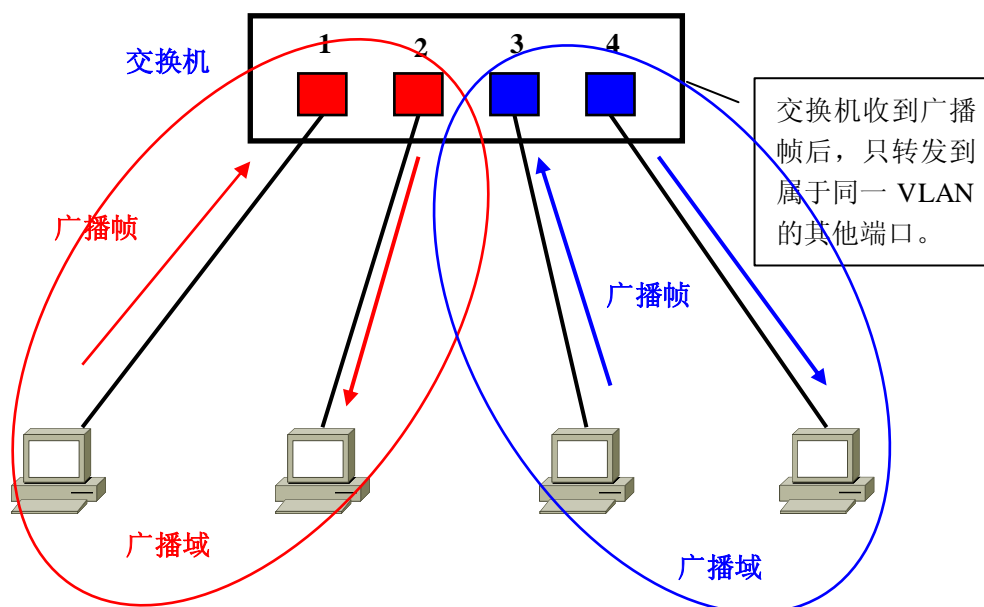 1 2 3 4
交换机
交换机收到广播
帧后，只转发到
属于同一 VLAN
的其他端口。
广播帧
广播帧
广播域
广播域